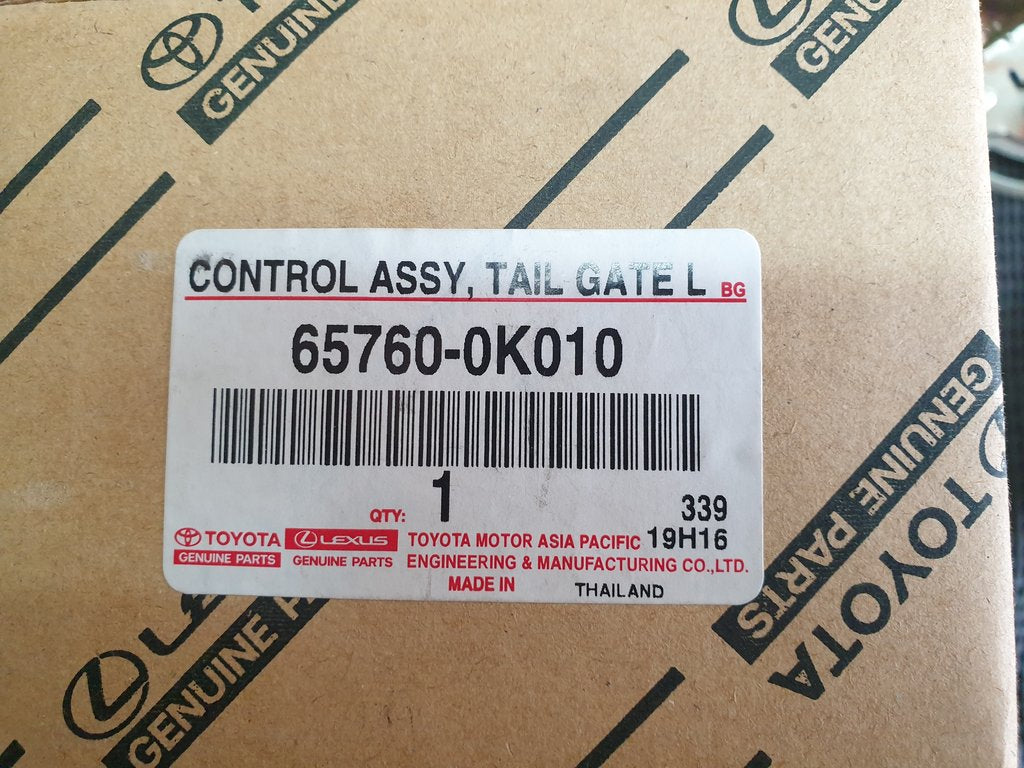 GENUINE
GENUINE
CONTROL ASSY, TAIL GATE L BG
65760-0K010
QTY: 1
339
19H16
TOYOTA
GENUINE PARTS
LEXUS
GENUINE PARTS
TOYOTA MOTOR ASIA PACIFIC
ENGINEERING & MANUFACTURING CO.,LTD.
MADE IN THAILAND
GENUINE PARTS
TOYOTA
GENUINE P